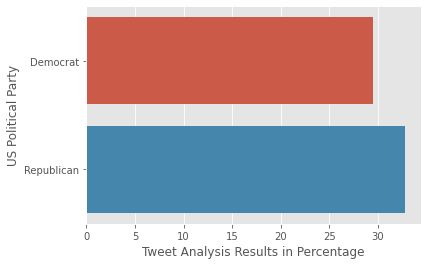 US Political Party
Democrat
Republican
0 5 10 15 20 25 30
Tweet Analysis Results in Percentage